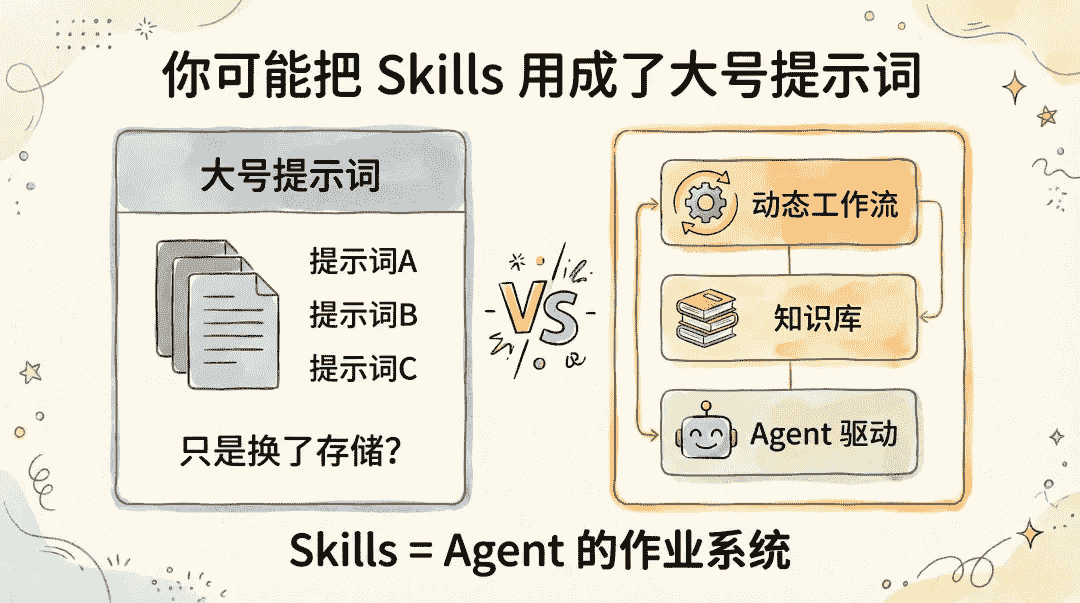 你可能把 Skills 用成了大号提示词
大号提示词
提示词A
提示词B
提示词C
只是换了存储?
VS
动态工作流
知识库
Agent 驱动
Skills = Agent 的作业系统